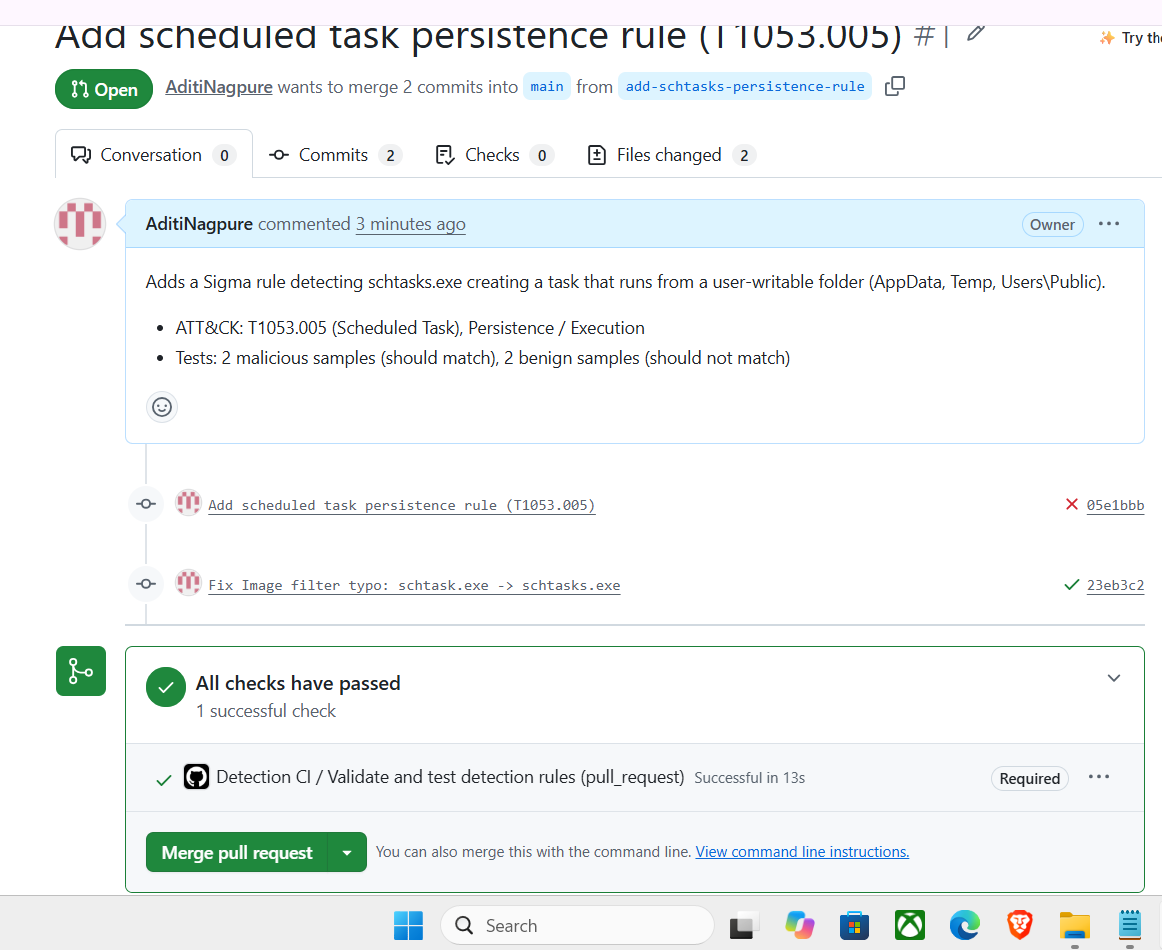 Add scheduled task persistence rule (T1053.005) #
Try the
Open AditiNagpure wants to merge 2 commits into main from add-schtasks-persistence-rule
Conversation 0 Commits 2 Checks 0 Files changed 2
AditiNagpure commented 3 minutes ago Owner
Adds a Sigma rule detecting schtasks.exe creating a task that runs from a user-writable folder (AppData, Temp, Users\Public).
• ATT&CK: T1053.005 (Scheduled Task), Persistence / Execution
• Tests: 2 malicious samples (should match), 2 benign samples (should not match)
Add scheduled task persistence rule (T1053.005) 05e1bbb
Fix Image filter typo: schtask.exe -> schtasks.exe 23eb3c2
All checks have passed
1 successful check
Detection CI / Validate and test detection rules (pull_request) Successful in 13s Required
Merge pull request You can also merge this with the command line. View command line instructions.
Search